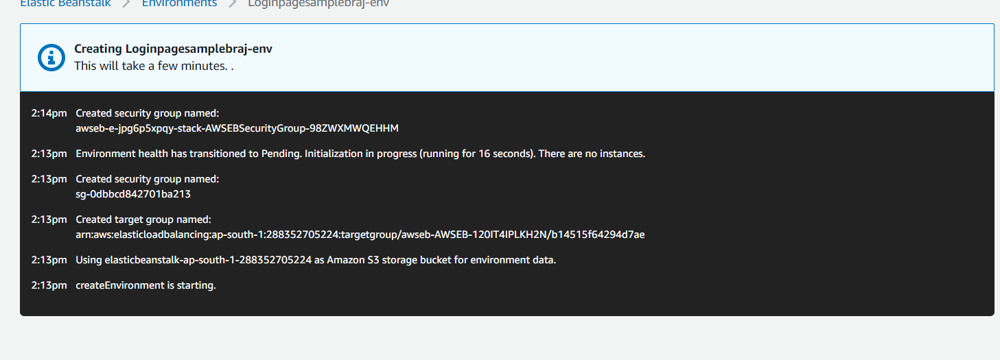 Elastic Beanstalk > Environments > Loginpagesamplebraj-env
Creating Loginpagesamplebraj-env
This will take a few minutes. .
2:14pm Created security group named:
awseb-e-jpg6p5xpqy-stack-AWSEBSecurityGroup-98ZWXMWQEHHM
2:13pm Environment health has transitioned to Pending. Initialization in progress (running for 16 seconds). There are no instances.
2:13pm Created security group named:
sg-0dbbcd842701ba213
2:13pm Created target group named:
arn:aws:elasticloadbalancing:ap-south-1:288352705224:targetgroup/awseb-AWSEB-120IT4IPLKH2N/b14515f64294d7ae
2:13pm Using elasticbeanstalk-ap-south-1-288352705224 as Amazon S3 storage bucket for environment data.
2:13pm createEnvironment is starting.